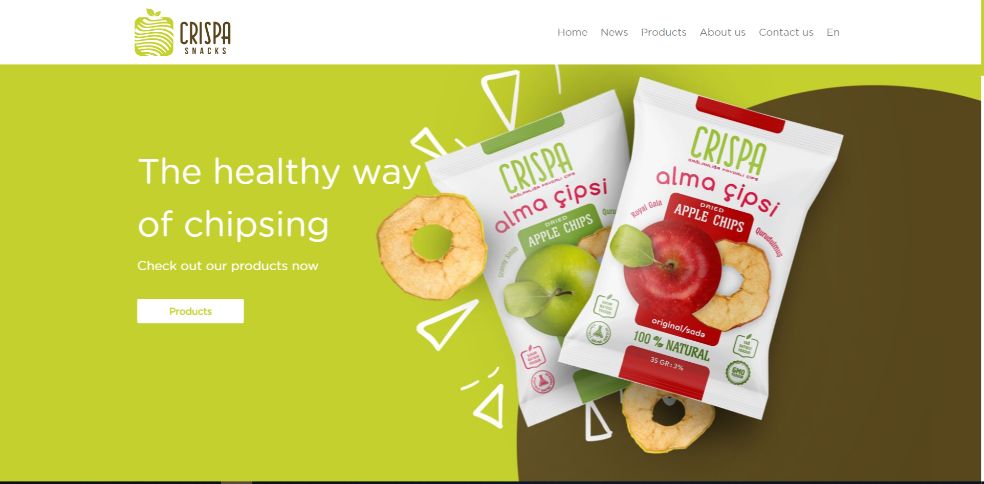 CRISPA
SNACKS
Home
News
Products
About us
Contact us
En
The healthy way
of chipsing
Check out our products now
Products
CRISPA
alma çipsi
DRIED
APPLE CHIPS
CRISPA
alma çipsi
Royal Gala
DRIED
APPLE CHIPS
Qurudulmuş
original/sadə
100 % NATURAL
35 GR±2%
GMO